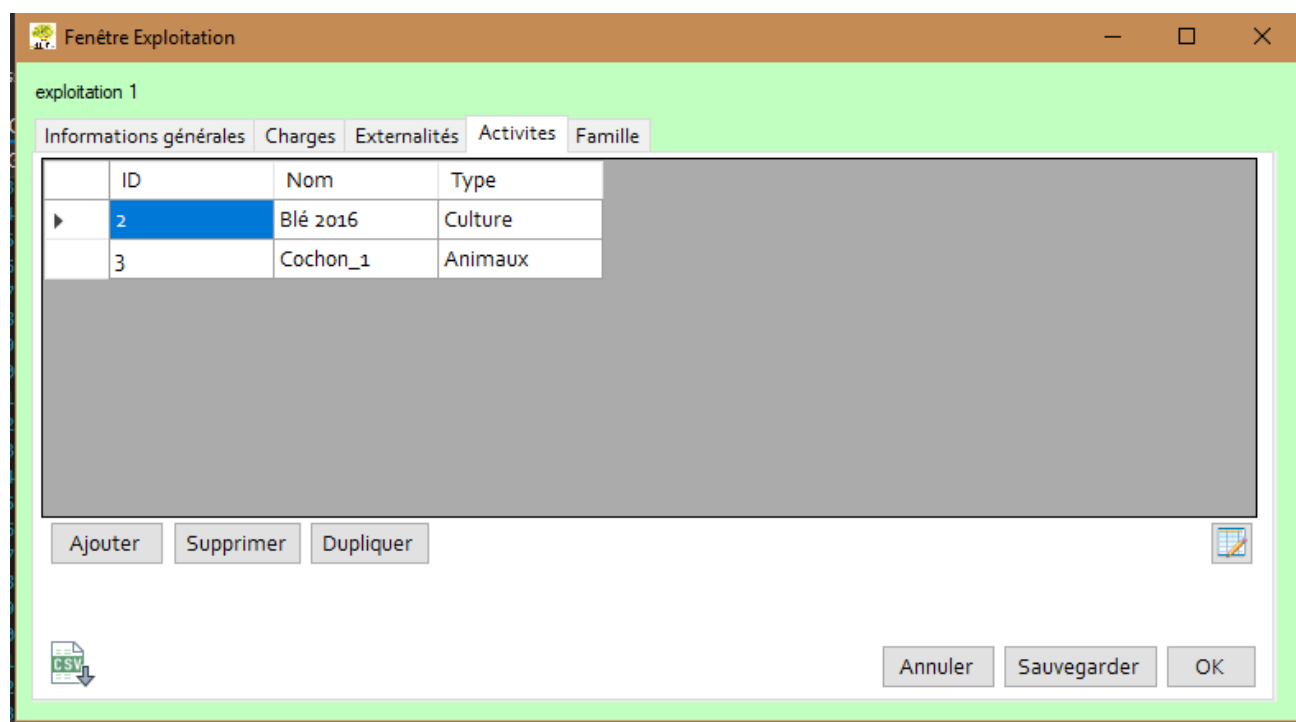 Fenêtre Exploitation
exploitation 1
Informations générales Charges Externalités Activites Famille
ID Nom Type
2 Blé 2016 Culture
3 Cochon_1 Animaux
Ajouter Supprimer Dupliquer
CSV
Annuler Sauvegarder OK